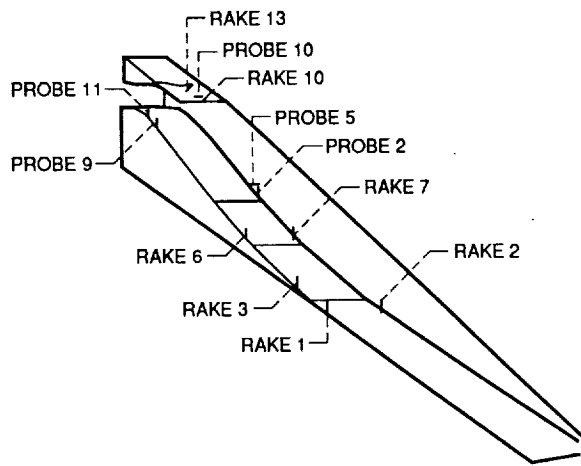 RAKE 13
PROBE 10
RAKE 10
PROBE 11
PROBE 5
PROBE 2
PROBE 9
RAKE 7
RAKE 6
RAKE 2
RAKE 3
RAKE 1